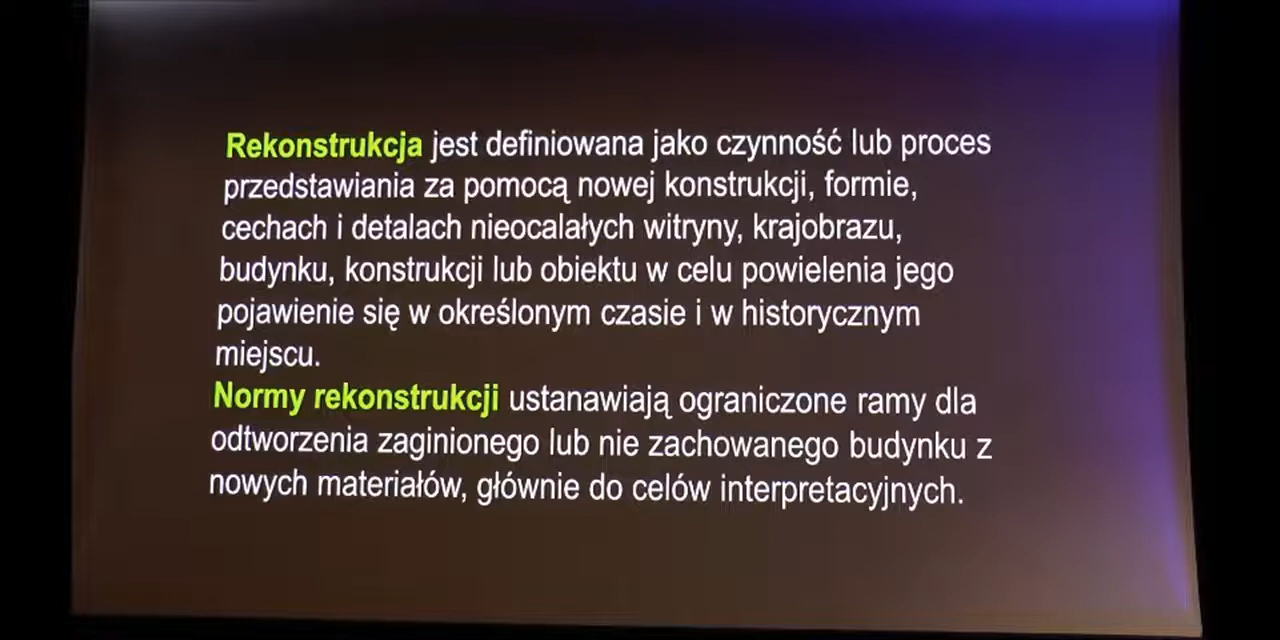 Rekonstrukcja jest definiowana jako czynność lub proces
przedstawiania za pomocą nowej konstrukcji, formie,
cechach i detalach nieocalałych witryny, krajobrazu,
budynku, konstrukcji lub obiektu w celu powielenia jego
pojawienie się w określonym czasie i w historycznym
miejscu.
Normy rekonstrukcji ustanawiają ograniczone ramy dla
odtworzenia zaginionego lub nie zachowanego budynku z
nowych materiałów, głównie do celów interpretacyjnych.